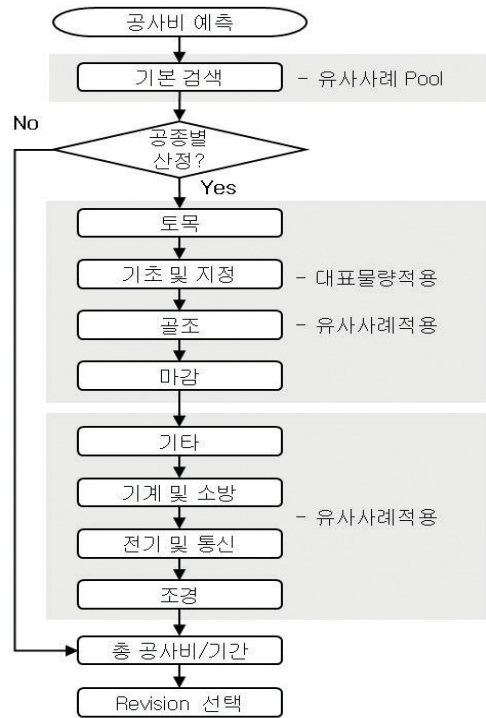 공사비 예측
기본 검색
- 유사사례 Pool
No
공종별
산정?
Yes
토목
기초 및 지정
- 대표물량적용
골조
- 유사사례적용
마감
기타
기계 및 소방
- 유사사례적용
전기 및 통신
조경
총 공사비/기간
Revision 선택